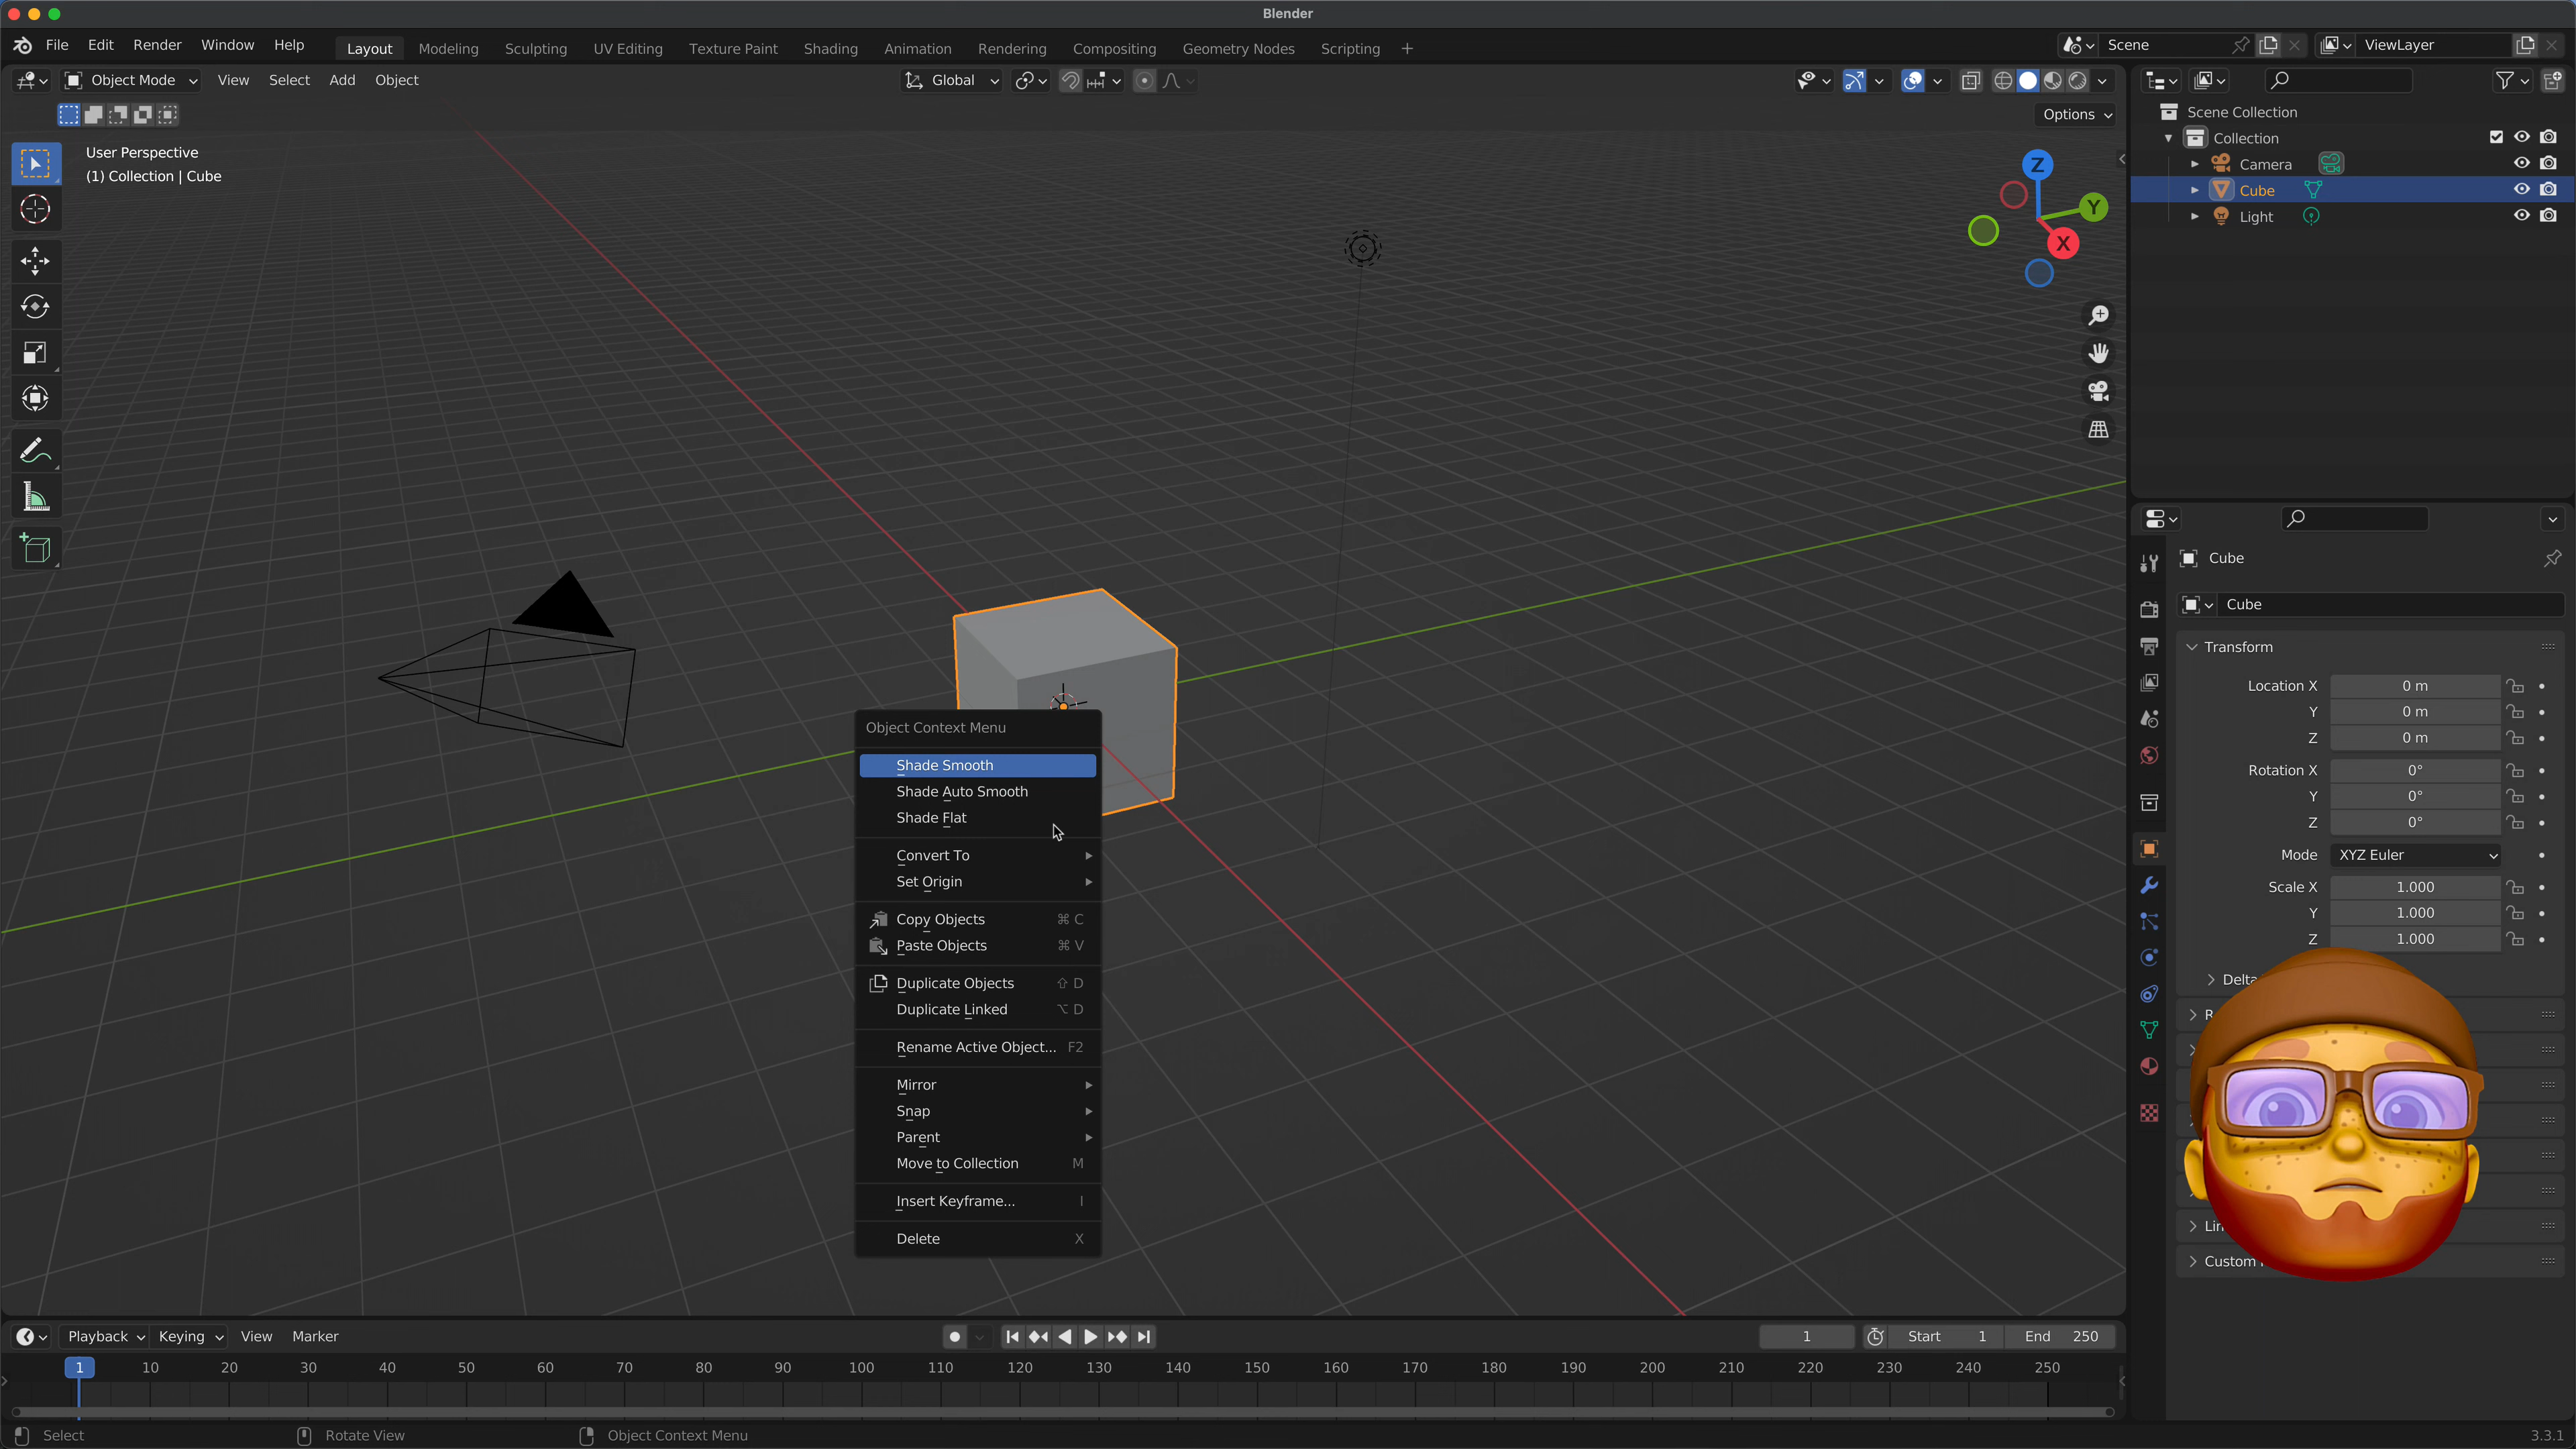 Blender
File Edit Render Window Help Layout Modeling Sculpting UV Editing Texture Paint Shading Animation Rendering Compositing Geometry Nodes Scripting + Scene ViewLayer
Object Mode View Select Add Object Global
Options
User Perspective
(1) Collection | Cube
Z
Y
X
Scene Collection
Collection
Camera
Cube
Light
Cube
Cube
Transform
Location X 0 m
Y 0 m
Z 0 m
Rotation X 0°
Y 0°
Z 0°
Mode XYZ Euler
Scale X 1.000
Y 1.000
Z 1.000
Object Context Menu
Shade Smooth
Shade Auto Smooth
Shade Flat
Convert To
Set Origin
Copy Objects ⌘ C
Paste Objects ⌘ V
Duplicate Objects ⇧ D
Duplicate Linked ⌥ D
Rename Active Object... F2
Mirror
Snap
Parent
Move to Collection M
Insert Keyframe... I
Delete X
Delta
R
Lin
Custom
Playback Keying View Marker 1 Start 1 End 250
1 10 20 30 40 50 60 70 80 90 100 110 120 130 140 150 160 170 180 190 200 210 220 230 240 250
Select Rotate View Object Context Menu 3.3.1